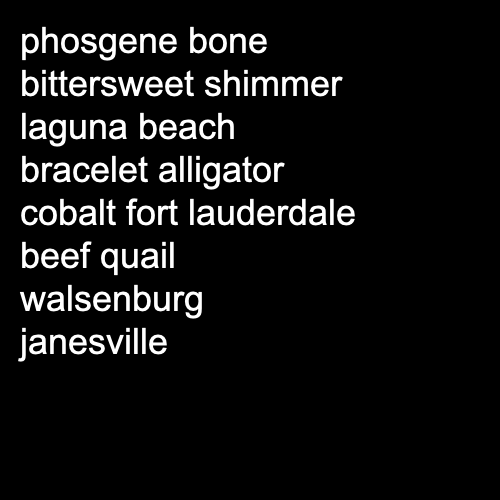 phosgene bone
bittersweet shimmer
laguna beach
bracelet alligator
cobalt fort lauderdale
beef quail
walsenburg
janesville